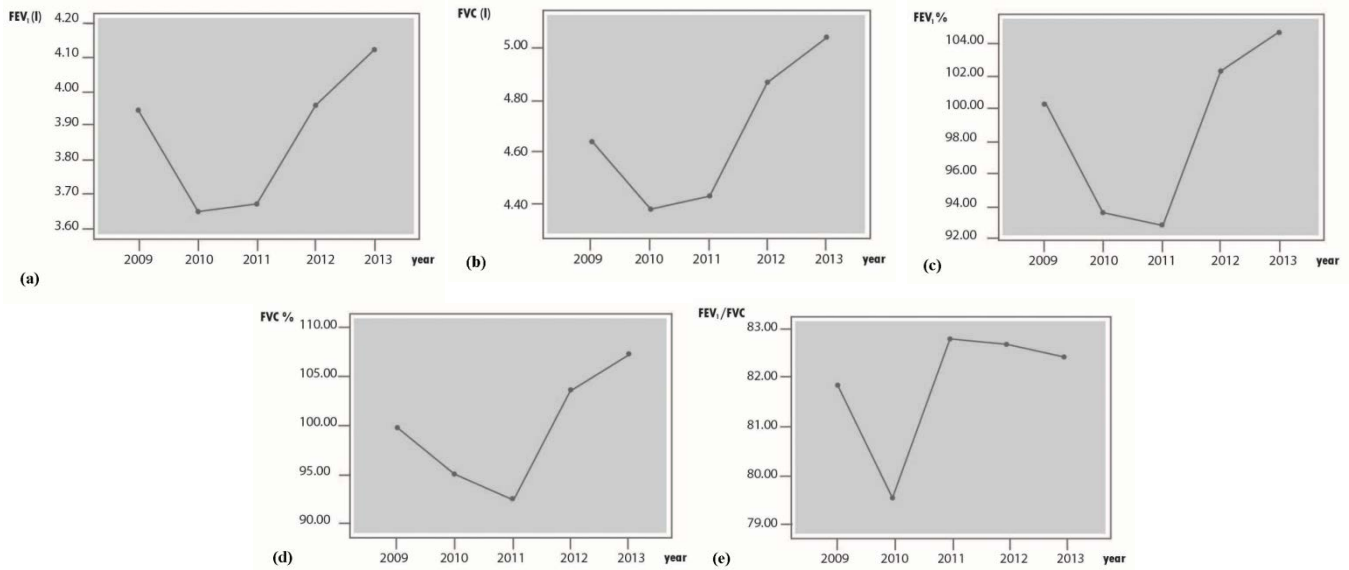 FEV₁ (l)
4.20
4.10
4.00
3.90
3.80
3.70
3.60
2009 2010 2011 2012 2013 year
(a)
FVC (l)
5.00
4.80
4.60
4.40
2009 2010 2011 2012 2013 year
(b)
FEV₁ %
104.00
102.00
100.00
98.00
96.00
94.00
92.00
2009 2010 2011 2012 2013 year
(c)
FVC %
110.00
105.00
100.00
95.00
90.00
2009 2010 2011 2012 2013 year
(d)
FEV₁/FVC
83.00
82.00
81.00
80.00
79.00
2009 2010 2011 2012 2013 year
(e)